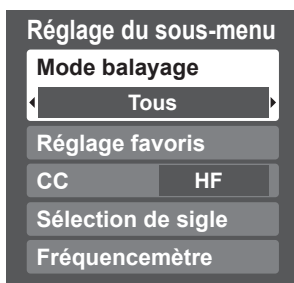 Réglage du sous-menu
Mode balayage
Tous
Réglage favoris
CC HF
Sélection de sigle
Fréquencemètre